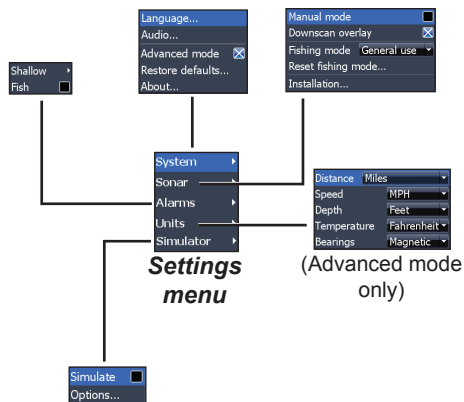 Language...
Audio...
Advanced mode
Restore defaults...
About...
Manual mode
Downscan overlay
Fishing mode General use
Reset fishing mode...
Installation...
Shallow
Fish
System
Sonar
Alarms
Units
Simulator
Settings
menu
Distance Miles
Speed MPH
Depth Feet
Temperature Fahrenheit
Bearings Magnetic
(Advanced mode
only)
Simulate
Options...